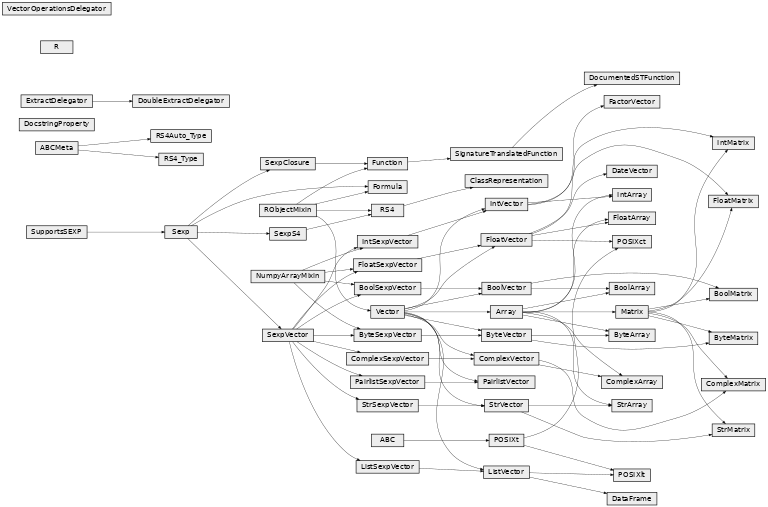 VectorOperationsDelegator
R
ExtractDelegator
DoubleExtractDelegator
DocstringProperty
ABCMeta
RS4Auto_Type
RS4_Type
SupportsSEXP
Sexp
SexpClosure
RObjectMixin
SexpS4
NumpyArrayMixin
SexpVector
Function
Formula
RS4
IntSexpVector
FloatSexpVector
BoolSexpVector
Vector
ByteSexpVector
ComplexSexpVector
PairlistSexpVector
StrSexpVector
ABC
ListSexpVector
SignatureTranslatedFunction
ClassRepresentation
IntVector
FloatVector
BoolVector
Array
ByteVector
ComplexVector
PairlistVector
StrVector
POSIXt
ListVector
DocumentedSTFunction
FactorVector
DateVector
IntArray
FloatArray
POSIXct
BoolArray
Matrix
ByteArray
ComplexArray
StrArray
POSIXlt
DataFrame
IntMatrix
FloatMatrix
BoolMatrix
ByteMatrix
ComplexMatrix
StrMatrix